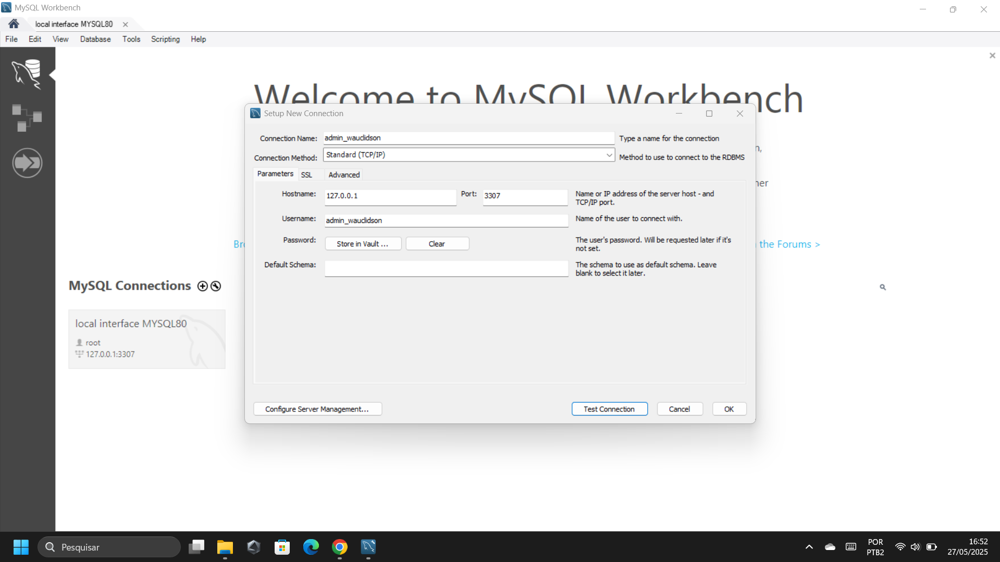 MySQL Workbench
local interface MYSQL80
File Edit View Database Tools Scripting Help
Welcome to MySQL Workbench
Setup New Connection
Connection Name: admin_wauclidson Type a name for the connection
Connection Method: Standard (TCP/IP) Method to use to connect to the RDBMS
Parameters SSL Advanced
Hostname: 127.0.0.1 Port: 3307 Name or IP address of the server host - and
TCP/IP port.
Username: admin_wauclidson Name of the user to connect with.
Password: Store in Vault ... Clear The user's password. Will be requested later if it's
not set.
Default Schema: The schema to use as default schema. Leave
blank to select it later.
the Forums >
MySQL Connections
local interface MYSQL80
root
127.0.0.1:3307
Configure Server Management... Test Connection Cancel OK
Pesquisar
POR
PTB2
16:52
27/05/2025